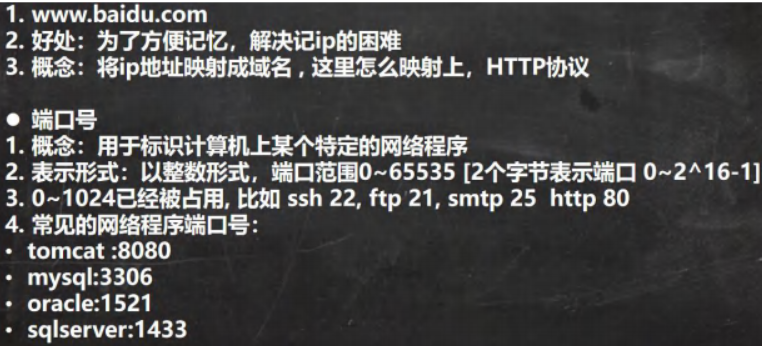 1. www.baidu.com
2. 好处：为了方便记忆，解决记ip的困难
3. 概念：将ip地址映射成域名 , 这里怎么映射上，HTTP协议
● 端口号
1. 概念：用于标识计算机上某个特定的网络程序
2. 表示形式：以整数形式，端口范围0~65535 [2个字节表示端口 0~2^16-1]
3. 0~1024已经被占用, 比如 ssh 22, ftp 21, smtp 25 http 80
4. 常见的网络程序端口号：
• tomcat :8080
• mysql:3306
• oracle:1521
• sqlserver:1433